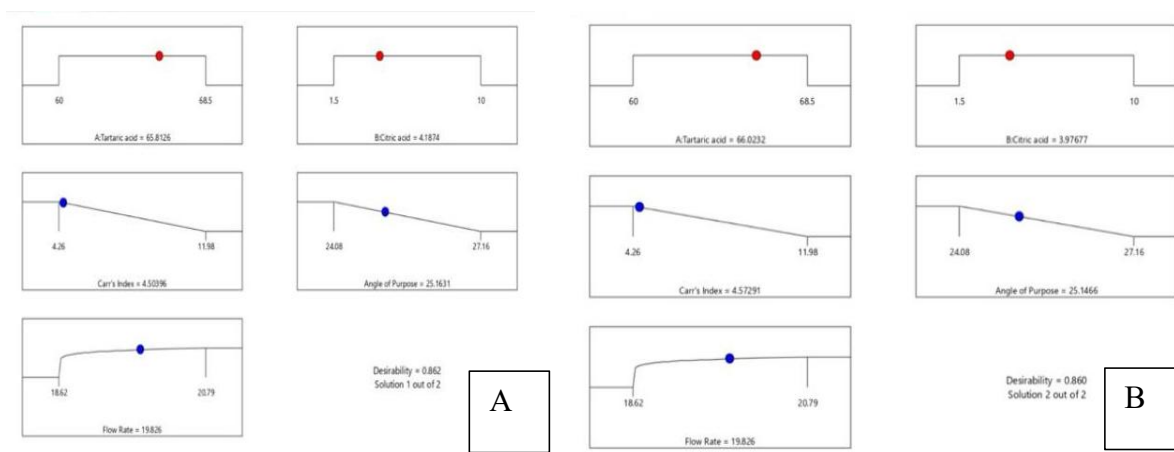 60 68.5
A:Tartaric acid = 65.8126
1.5 10
B:Citric acid = 4.1874
4.26 11.98
Carr's Index = 4.50396
24.08 27.16
Angle of Purpose = 25.1631
18.62 20.79
Flow Rate = 19.826
Desirability = 0.862
Solution 1 out of 2
A
60 68.5
A:Tartaric acid = 66.0232
1.5 10
B:Citric acid = 3.97677
4.26 11.98
Carr's Index = 4.57291
24.08 27.16
Angle of Purpose = 25.1466
18.62 20.79
Flow Rate = 19.826
Desirability = 0.860
Solution 2 out of 2
B